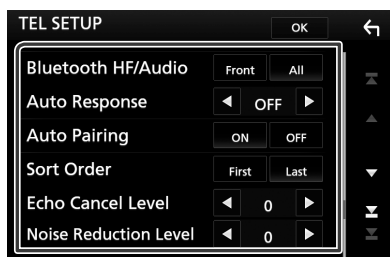 TEL SETUP OK
Bluetooth HF/Audio Front All
Auto Response OFF
Auto Pairing ON OFF
Sort Order First Last
Echo Cancel Level 0
Noise Reduction Level 0